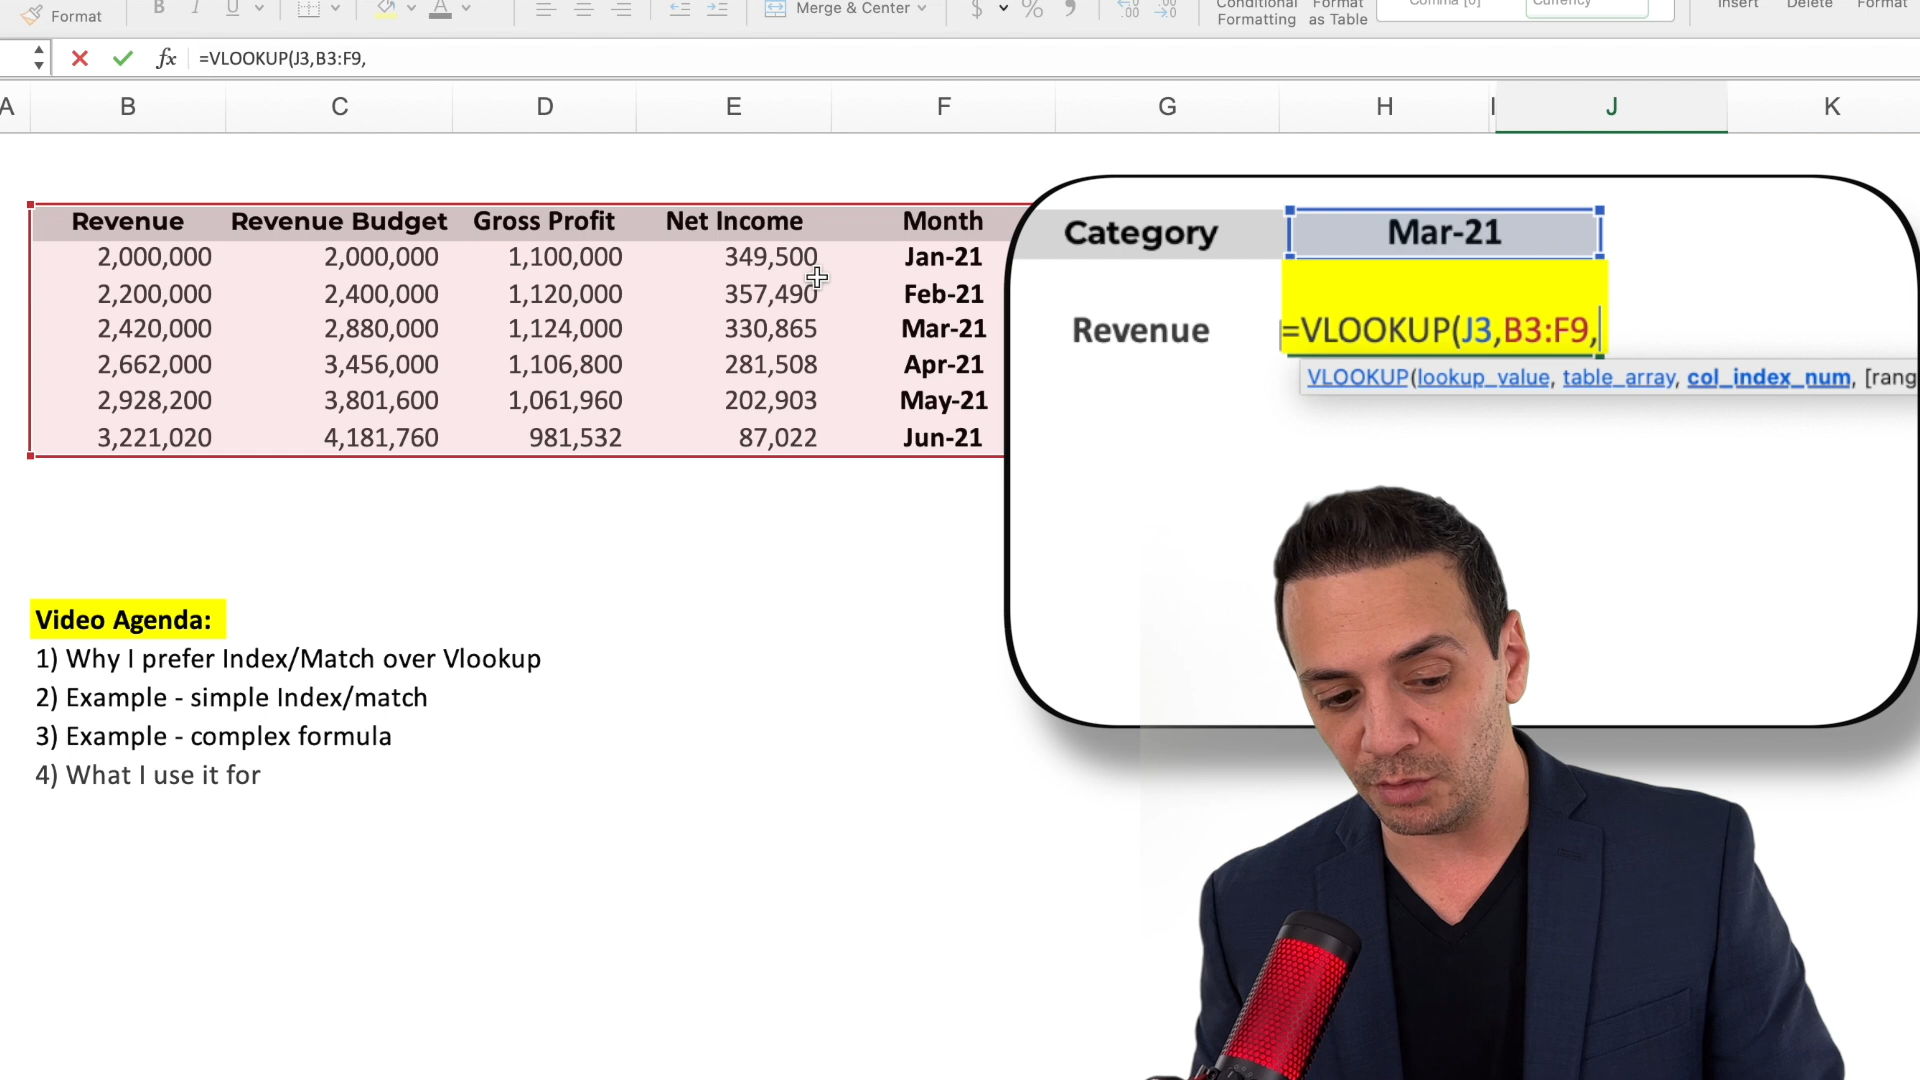 Format
B I U A
Merge & Center
$ % 9
Conditional
Formatting
Format
as Table
Comma [0]
Currency
Insert Delete Format
fx =VLOOKUP(J3,B3:F9,
A B C D E F G H I J K
Revenue Revenue Budget Gross Profit Net Income Month
2,000,000 2,000,000 1,100,000 349,500 Jan-21
2,200,000 2,400,000 1,120,000 357,490 Feb-21
2,420,000 2,880,000 1,124,000 330,865 Mar-21
2,662,000 3,456,000 1,106,800 281,508 Apr-21
2,928,200 3,801,600 1,061,960 202,903 May-21
3,221,020 4,181,760 981,532 87,022 Jun-21
Category Mar-21
Revenue =VLOOKUP(J3,B3:F9,
VLOOKUP(lookup_value, table_array, col_index_num, [rang
Video Agenda:
1) Why I prefer Index/Match over Vlookup
2) Example - simple Index/match
3) Example - complex formula
4) What I use it for